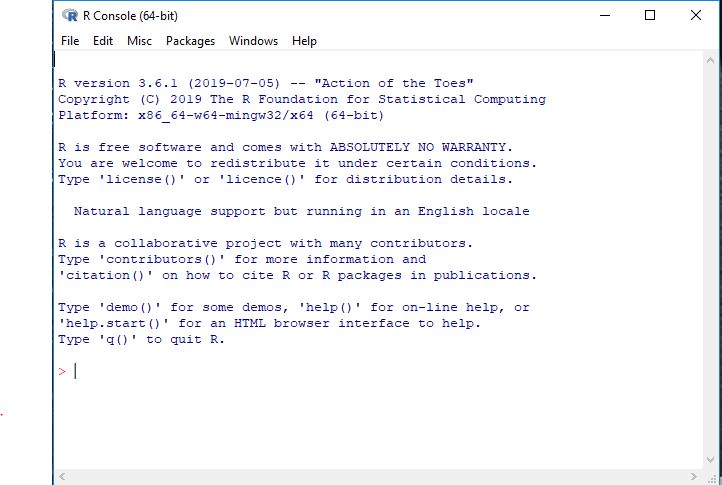 R Console (64-bit)
File Edit Misc Packages Windows Help
R version 3.6.1 (2019-07-05) -- "Action of the Toes"
Copyright (C) 2019 The R Foundation for Statistical Computing
Platform: x86_64-w64-mingw32/x64 (64-bit)
R is free software and comes with ABSOLUTELY NO WARRANTY.
You are welcome to redistribute it under certain conditions.
Type 'license()' or 'licence()' for distribution details.
Natural language support but running in an English locale
R is a collaborative project with many contributors.
Type 'contributors()' for more information and
'citation()' on how to cite R or R packages in publications.
Type 'demo()' for some demos, 'help()' for on-line help, or
'help.start()' for an HTML browser interface to help.
Type 'q()' to quit R.
>